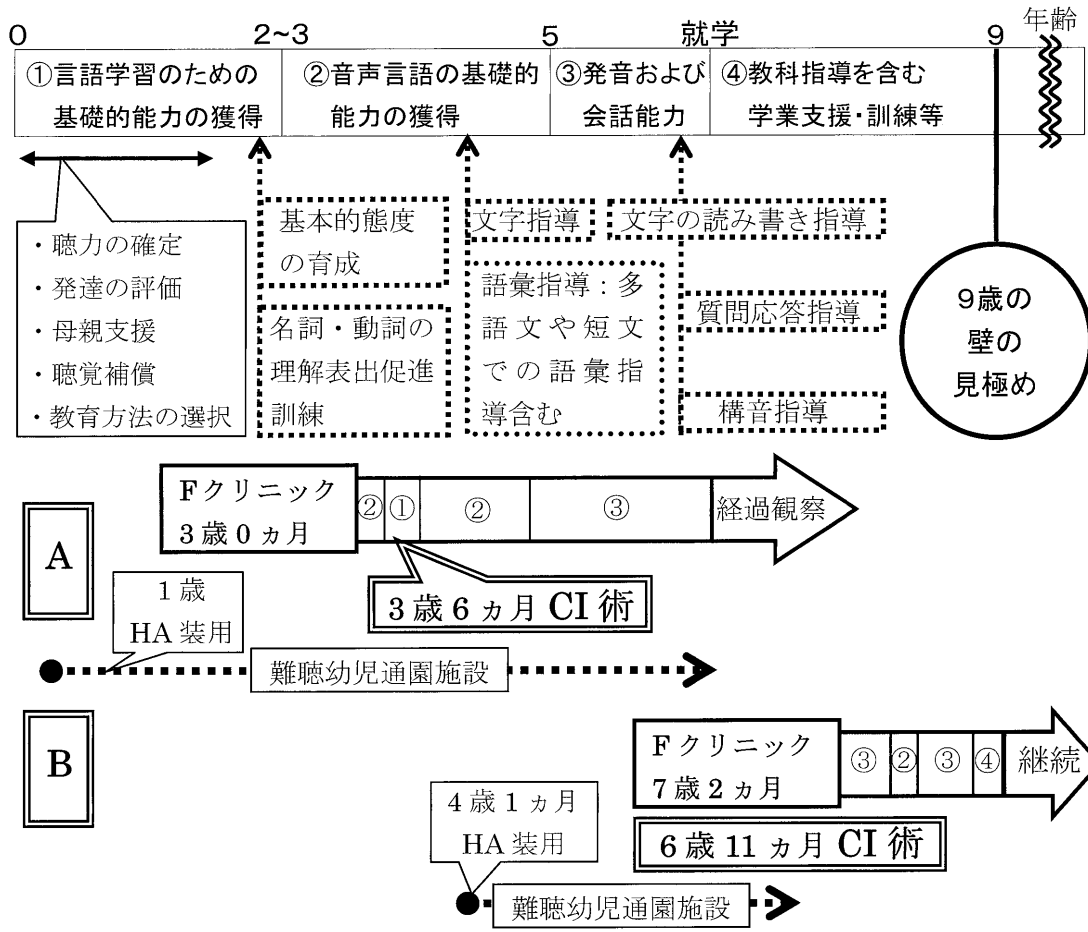 年齢
0 2~3 5 就学 9
①言語学習のための
基礎的能力の獲得
②音声言語の基礎的
能力の獲得
③発音および
会話能力
④教科指導を含む
学業支援・訓練等
・聴力の確定
・発達の評価
・母親支援
・聴覚補償
・教育方法の選択
基本的態度
の育成
名詞・動詞の
理解表出促進
訓練
文字指導
語彙指導：多
語文や短文
での語彙指
導含む
文字の読み書き指導
質問応答指導
構音指導
9歳の
壁の
見極め
A
Fクリニック
3歳0ヵ月
② ① ② ③ 経過観察
3歳6ヵ月 CI 術
1歳
HA 装用
難聴幼児通園施設
B
Fクリニック
7歳2ヵ月
③ ② ③ ④ 継続
6歳11ヵ月 CI 術
4歳1ヵ月
HA 装用
難聴幼児通園施設